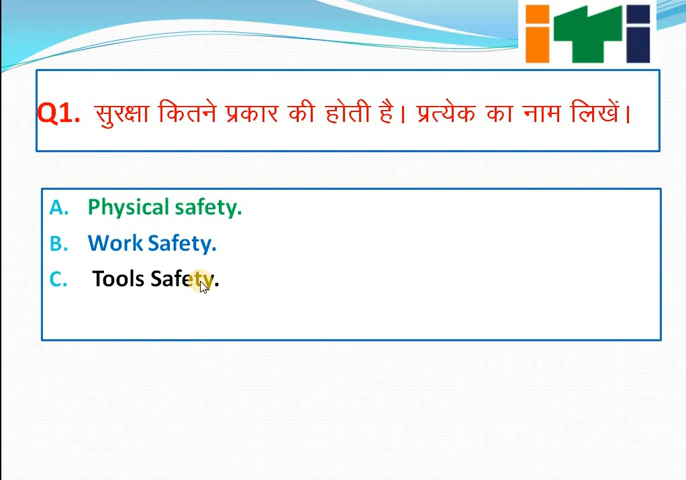 iTi
Q1. सुरक्षा कितने प्रकार की होती है। प्रत्येक का नाम लिखें।
A. Physical safety.
B. Work Safety.
C. Tools Safety.